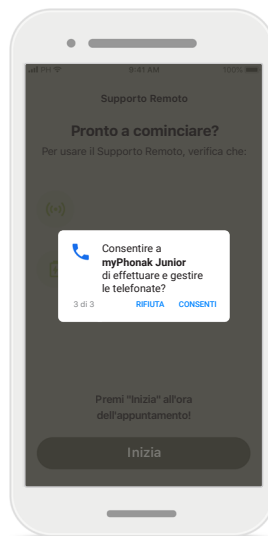 PH
9:41 AM
100%
Supporto Remoto
Pronto a cominciare?
Per usare il Supporto Remoto, verifica che:
Consentire a
myPhonak Junior
di effettuare e gestire
le telefonate?
3 di 3
RIFIUTA
CONSENTI
Premi "Inizia" all'ora
dell'appuntamento!
Inizia